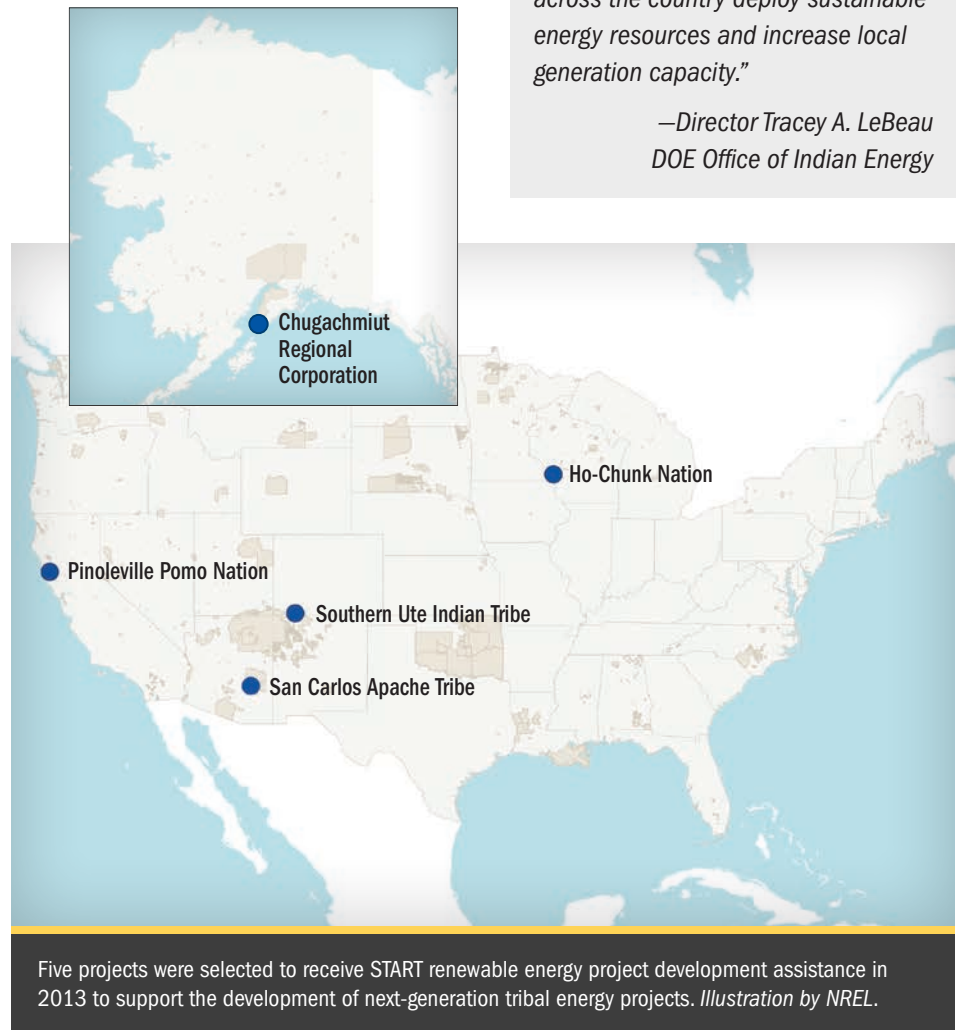 across the country deploy sustainable
energy resources and increase local
generation capacity.”
—Director Tracey A. LeBeau
DOE Office of Indian Energy
Chugachmiut
Regional
Corporation
Ho-Chunk Nation
Pinoleville Pomo Nation
Southern Ute Indian Tribe
San Carlos Apache Tribe
Five projects were selected to receive START renewable energy project development assistance in
2013 to support the development of next-generation tribal energy projects. Illustration by NREL.